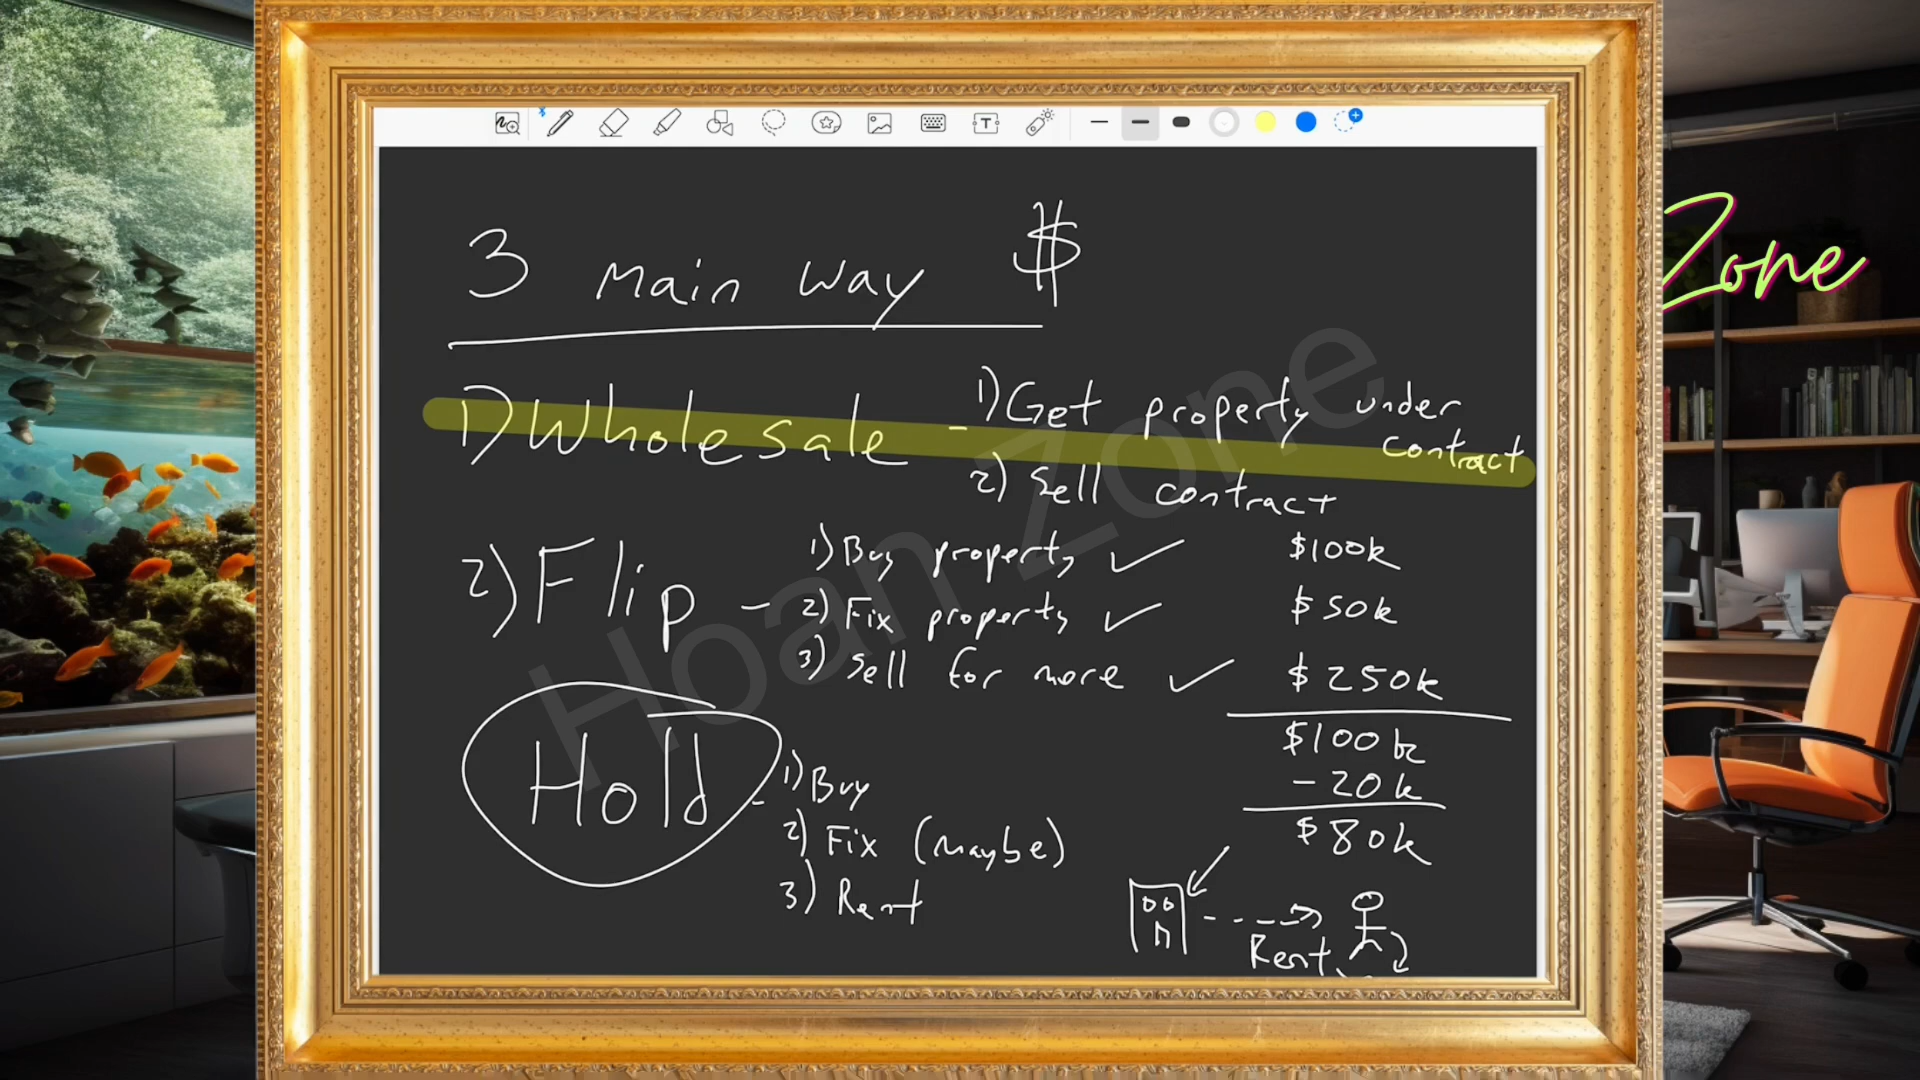 3 Main way $
1) Wholesale - 1) Get property under
contract
2) Sell contract
2) Flip - 1) Buy property ✓ $100k
2) Fix property ✓ $50k
3) Sell for more ✓ $250k
$100k
- 20k
$80k
Hold - 1) Buy
2) Fix (maybe)
3) Rent
Rent
Hoan Zone
Zone
T